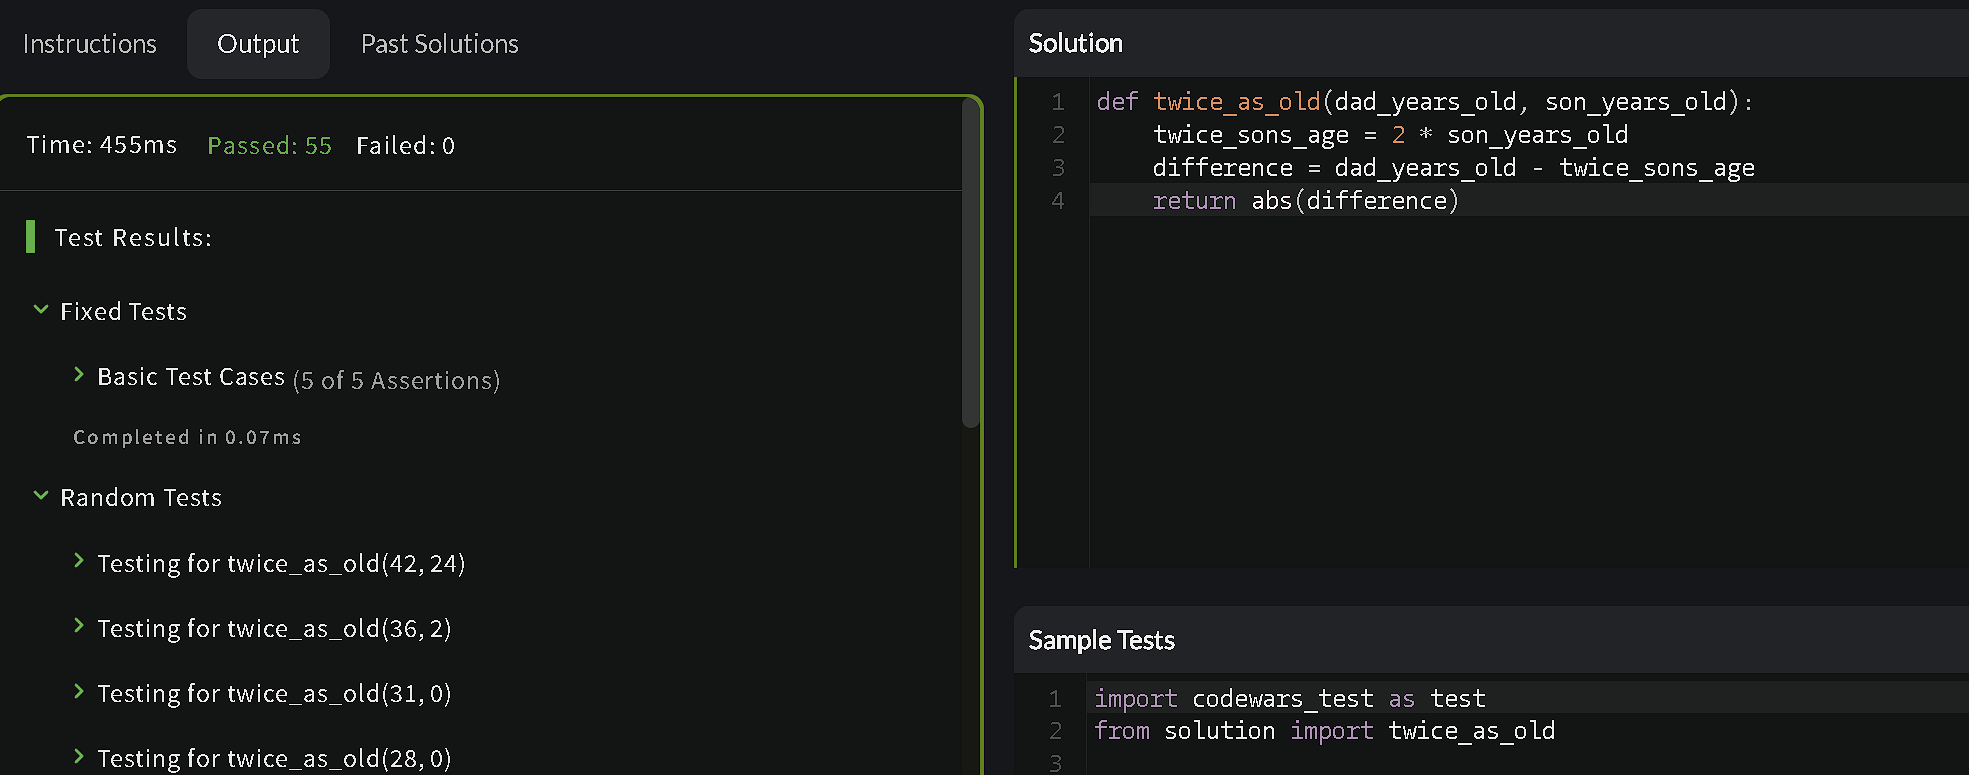 Instructions Output Past Solutions
Time: 455ms Passed: 55 Failed: 0
Test Results:
Fixed Tests
Basic Test Cases (5 of 5 Assertions)
Completed in 0.07ms
Random Tests
Testing for twice_as_old(42, 24)
Testing for twice_as_old(36, 2)
Testing for twice_as_old(31, 0)
Testing for twice_as_old(28, 0)
Solution
1 def twice_as_old(dad_years_old, son_years_old):
2     twice_sons_age = 2 * son_years_old
3     difference = dad_years_old - twice_sons_age
4     return abs(difference)
Sample Tests
1 import codewars_test as test
2 from solution import twice_as_old
3